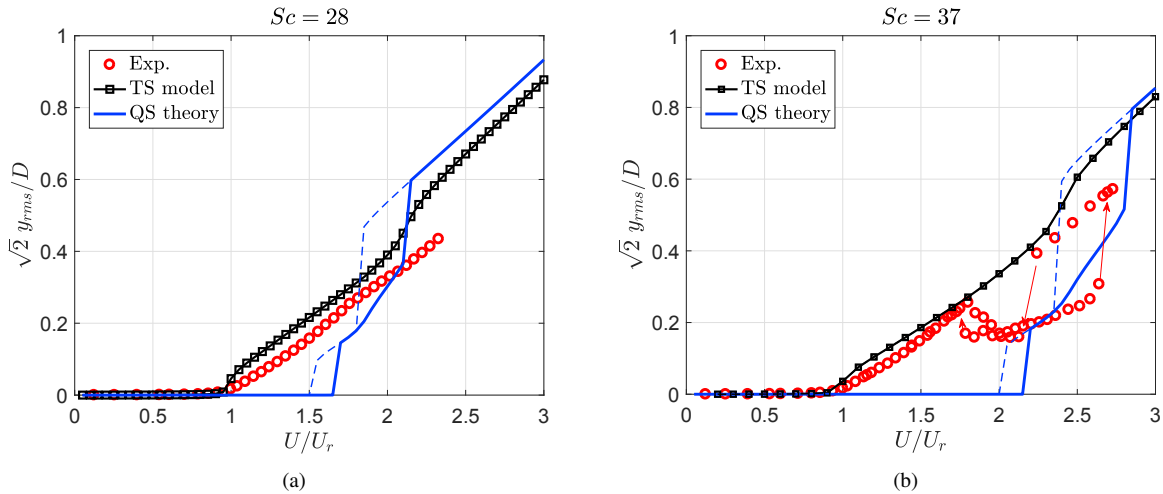 Sc = 28
1
0.8
0.6
0.4
0.2
0
√2 y_rms/D
Exp.
TS model
QS theory
0 0.5 1 1.5 2 2.5 3
U/U_r
(a)
Sc = 37
1
0.8
0.6
0.4
0.2
0
√2 y_rms/D
Exp.
TS model
QS theory
0 0.5 1 1.5 2 2.5 3
U/U_r
(b)